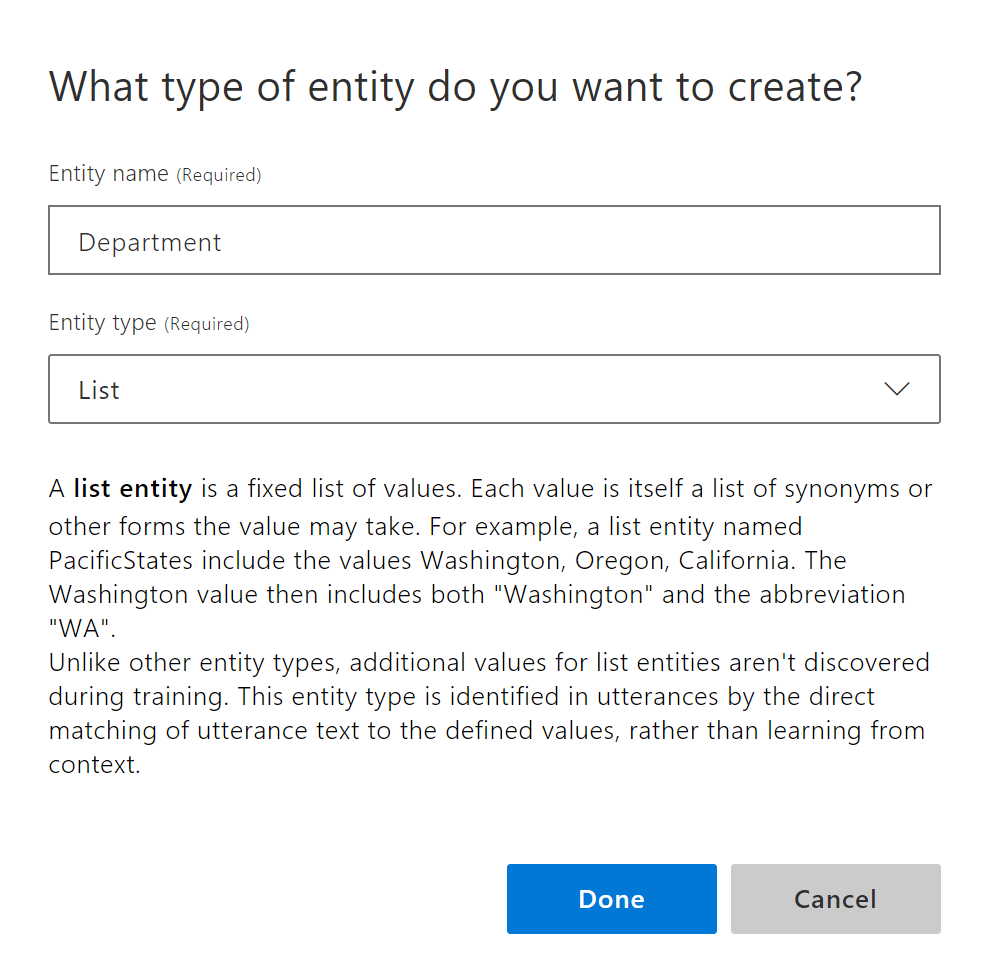 What type of entity do you want to create?
Entity name (Required)
Department
Entity type (Required)
List
A list entity is a fixed list of values. Each value is itself a list of synonyms or
other forms the value may take. For example, a list entity named
PacificStates include the values Washington, Oregon, California. The
Washington value then includes both "Washington" and the abbreviation
"WA".
Unlike other entity types, additional values for list entities aren't discovered
during training. This entity type is identified in utterances by the direct
matching of utterance text to the defined values, rather than learning from
context.
Done Cancel